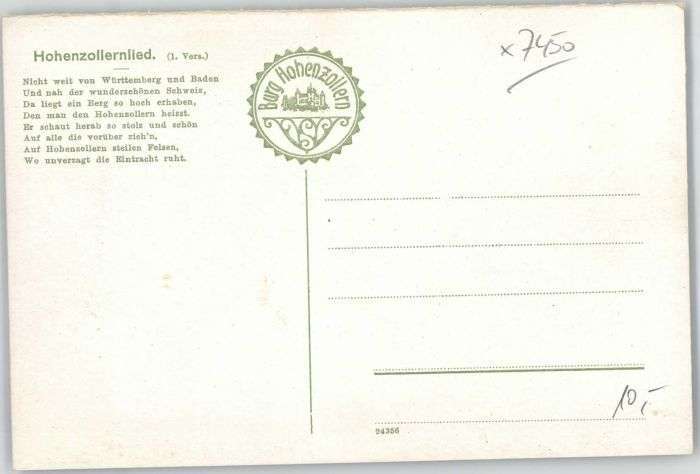 Hohenzollernlied. (1. Vers.)
Nicht weit von Württemberg und Baden
Und nah der wunderschönen Schweiz,
Da liegt ein Berg so hoch erhaben,
Den man den Hohenzollern heisst.
Er schaut herab so stolz und schön
Auf alle die vorüber zieh'n,
Auf Hohenzollern steilen Felsen,
Wo unverzagt die Eintracht ruht.
Burg Hohenzollern
x7450
10,-
24356